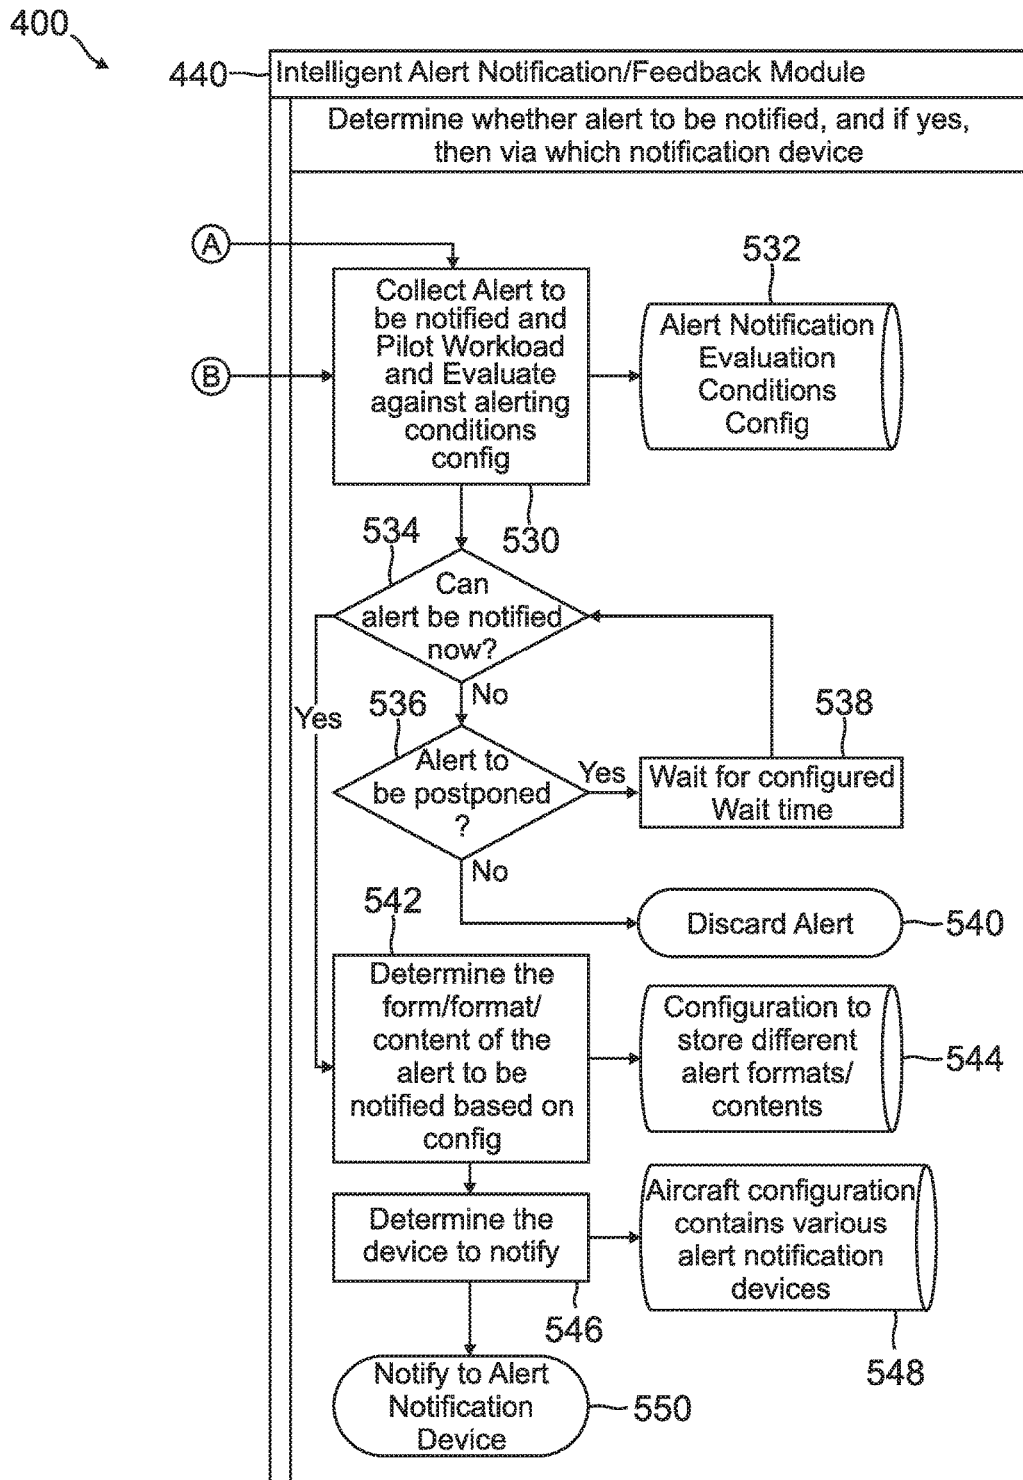 400
440
Intelligent Alert Notification/Feedback Module
Determine whether alert to be notified, and if yes,
then via which notification device
A
532
Collect Alert to
be notified and
Pilot Workload
and Evaluate
against alerting
conditions
config
Alert Notification
Evaluation
Conditions
Config
B
534
530
Can
alert be notified
now?
No
Yes
536
538
Alert to
be postponed
?
Yes
Wait for configured
Wait time
No
542
Discard Alert
540
Determine the
form/format/
content of the
alert to be
notified based on
config
Configuration to
store different
alert formats/
contents
544
Determine the
device to notify
Aircraft configuration
contains various
alert notification
devices
546
548
Notify to Alert
Notification
Device
550